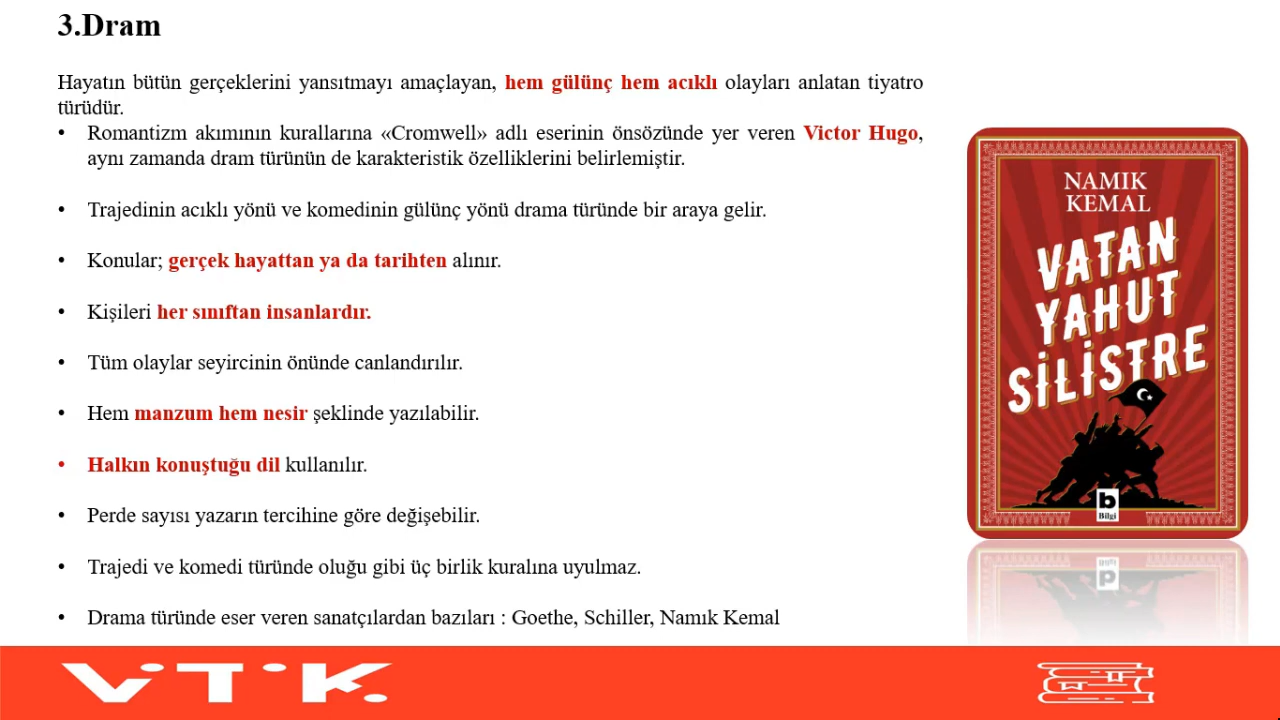 3.Dram
Hayatın bütün gerçeklerini yansıtmayı amaçlayan, hem gülünç hem acıklı olayları anlatan tiyatro
türüdür.
• Romantizm akımının kurallarına «Cromwell» adlı eserinin önsözünde yer veren Victor Hugo,
aynı zamanda dram türünün de karakteristik özelliklerini belirlemiştir.
• Trajedinin acıklı yönü ve komedinin gülünç yönü drama türünde bir araya gelir.
• Konular; gerçek hayattan ya da tarihten alınır.
• Kişileri her sınıftan insanlardır.
• Tüm olaylar seyircinin önünde canlandırılır.
• Hem manzum hem nesir şeklinde yazılabilir.
• Halkın konuştuğu dil kullanılır.
• Perde sayısı yazarın tercihine göre değişebilir.
• Trajedi ve komedi türünde oluğu gibi üç birlik kuralına uyulmaz.
• Drama türünde eser veren sanatçılardan bazıları : Goethe, Schiller, Namık Kemal
NAMIK
KEMAL
VATAN
YAHUT
SİLİSTRE
b
Bilgi
VİTİK